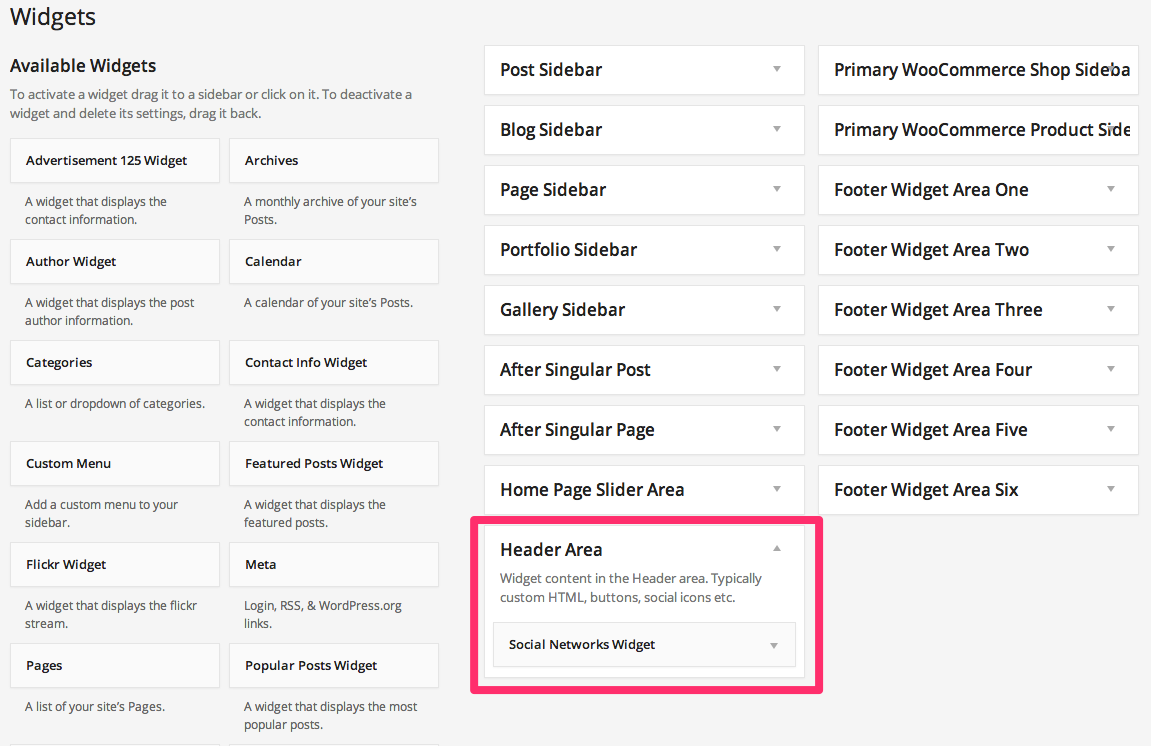 Widgets
Available Widgets
To activate a widget drag it to a sidebar or click on it. To deactivate a
widget and delete its settings, drag it back.
Advertisement 125 Widget
A widget that displays the
contact information.
Archives
A monthly archive of your site’s
Posts.
Author Widget
A widget that displays the post
author information.
Calendar
A calendar of your site’s Posts.
Categories
A list or dropdown of categories.
Contact Info Widget
A widget that displays the
contact information.
Custom Menu
Add a custom menu to your
sidebar.
Featured Posts Widget
A widget that displays the
featured posts.
Flickr Widget
A widget that displays the flickr
stream.
Meta
Login, RSS, & WordPress.org
links.
Pages
A list of your site’s Pages.
Popular Posts Widget
A widget that displays the most
popular posts.
Post Sidebar
Blog Sidebar
Page Sidebar
Portfolio Sidebar
Gallery Sidebar
After Singular Post
After Singular Page
Home Page Slider Area
Header Area
Widget content in the Header area. Typically
custom HTML, buttons, social icons etc.
Social Networks Widget
Primary WooCommerce Shop Sideba
Primary WooCommerce Product Side
Footer Widget Area One
Footer Widget Area Two
Footer Widget Area Three
Footer Widget Area Four
Footer Widget Area Five
Footer Widget Area Six